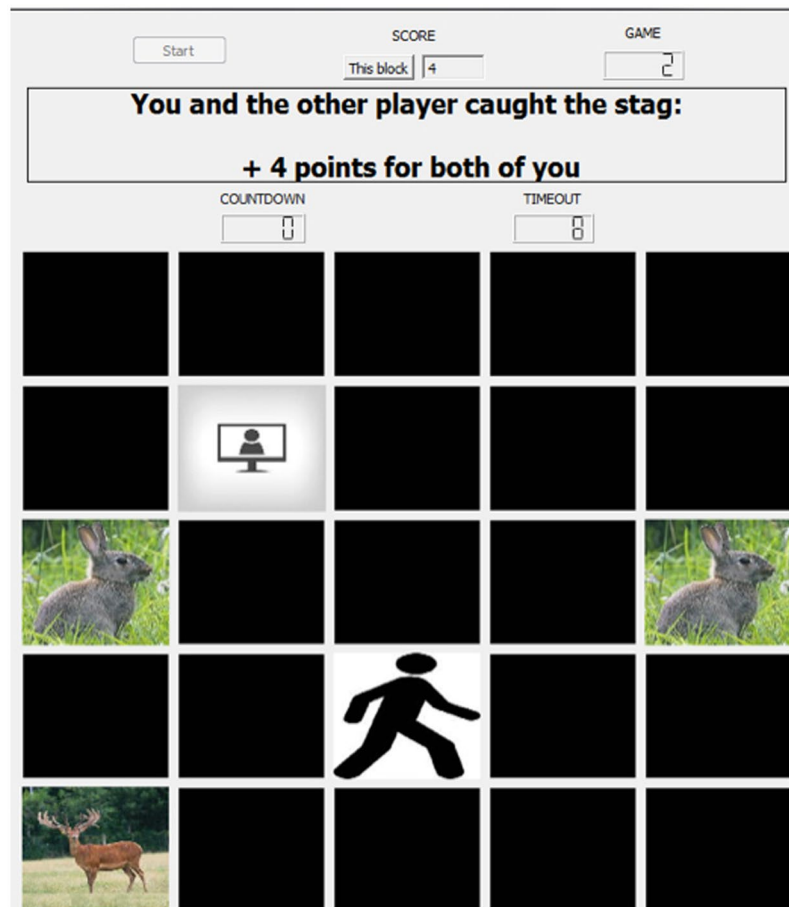 Start
SCORE
GAME
This block
4
2
You and the other player caught the stag:
+ 4 points for both of you
COUNTDOWN
TIMEOUT
0
8